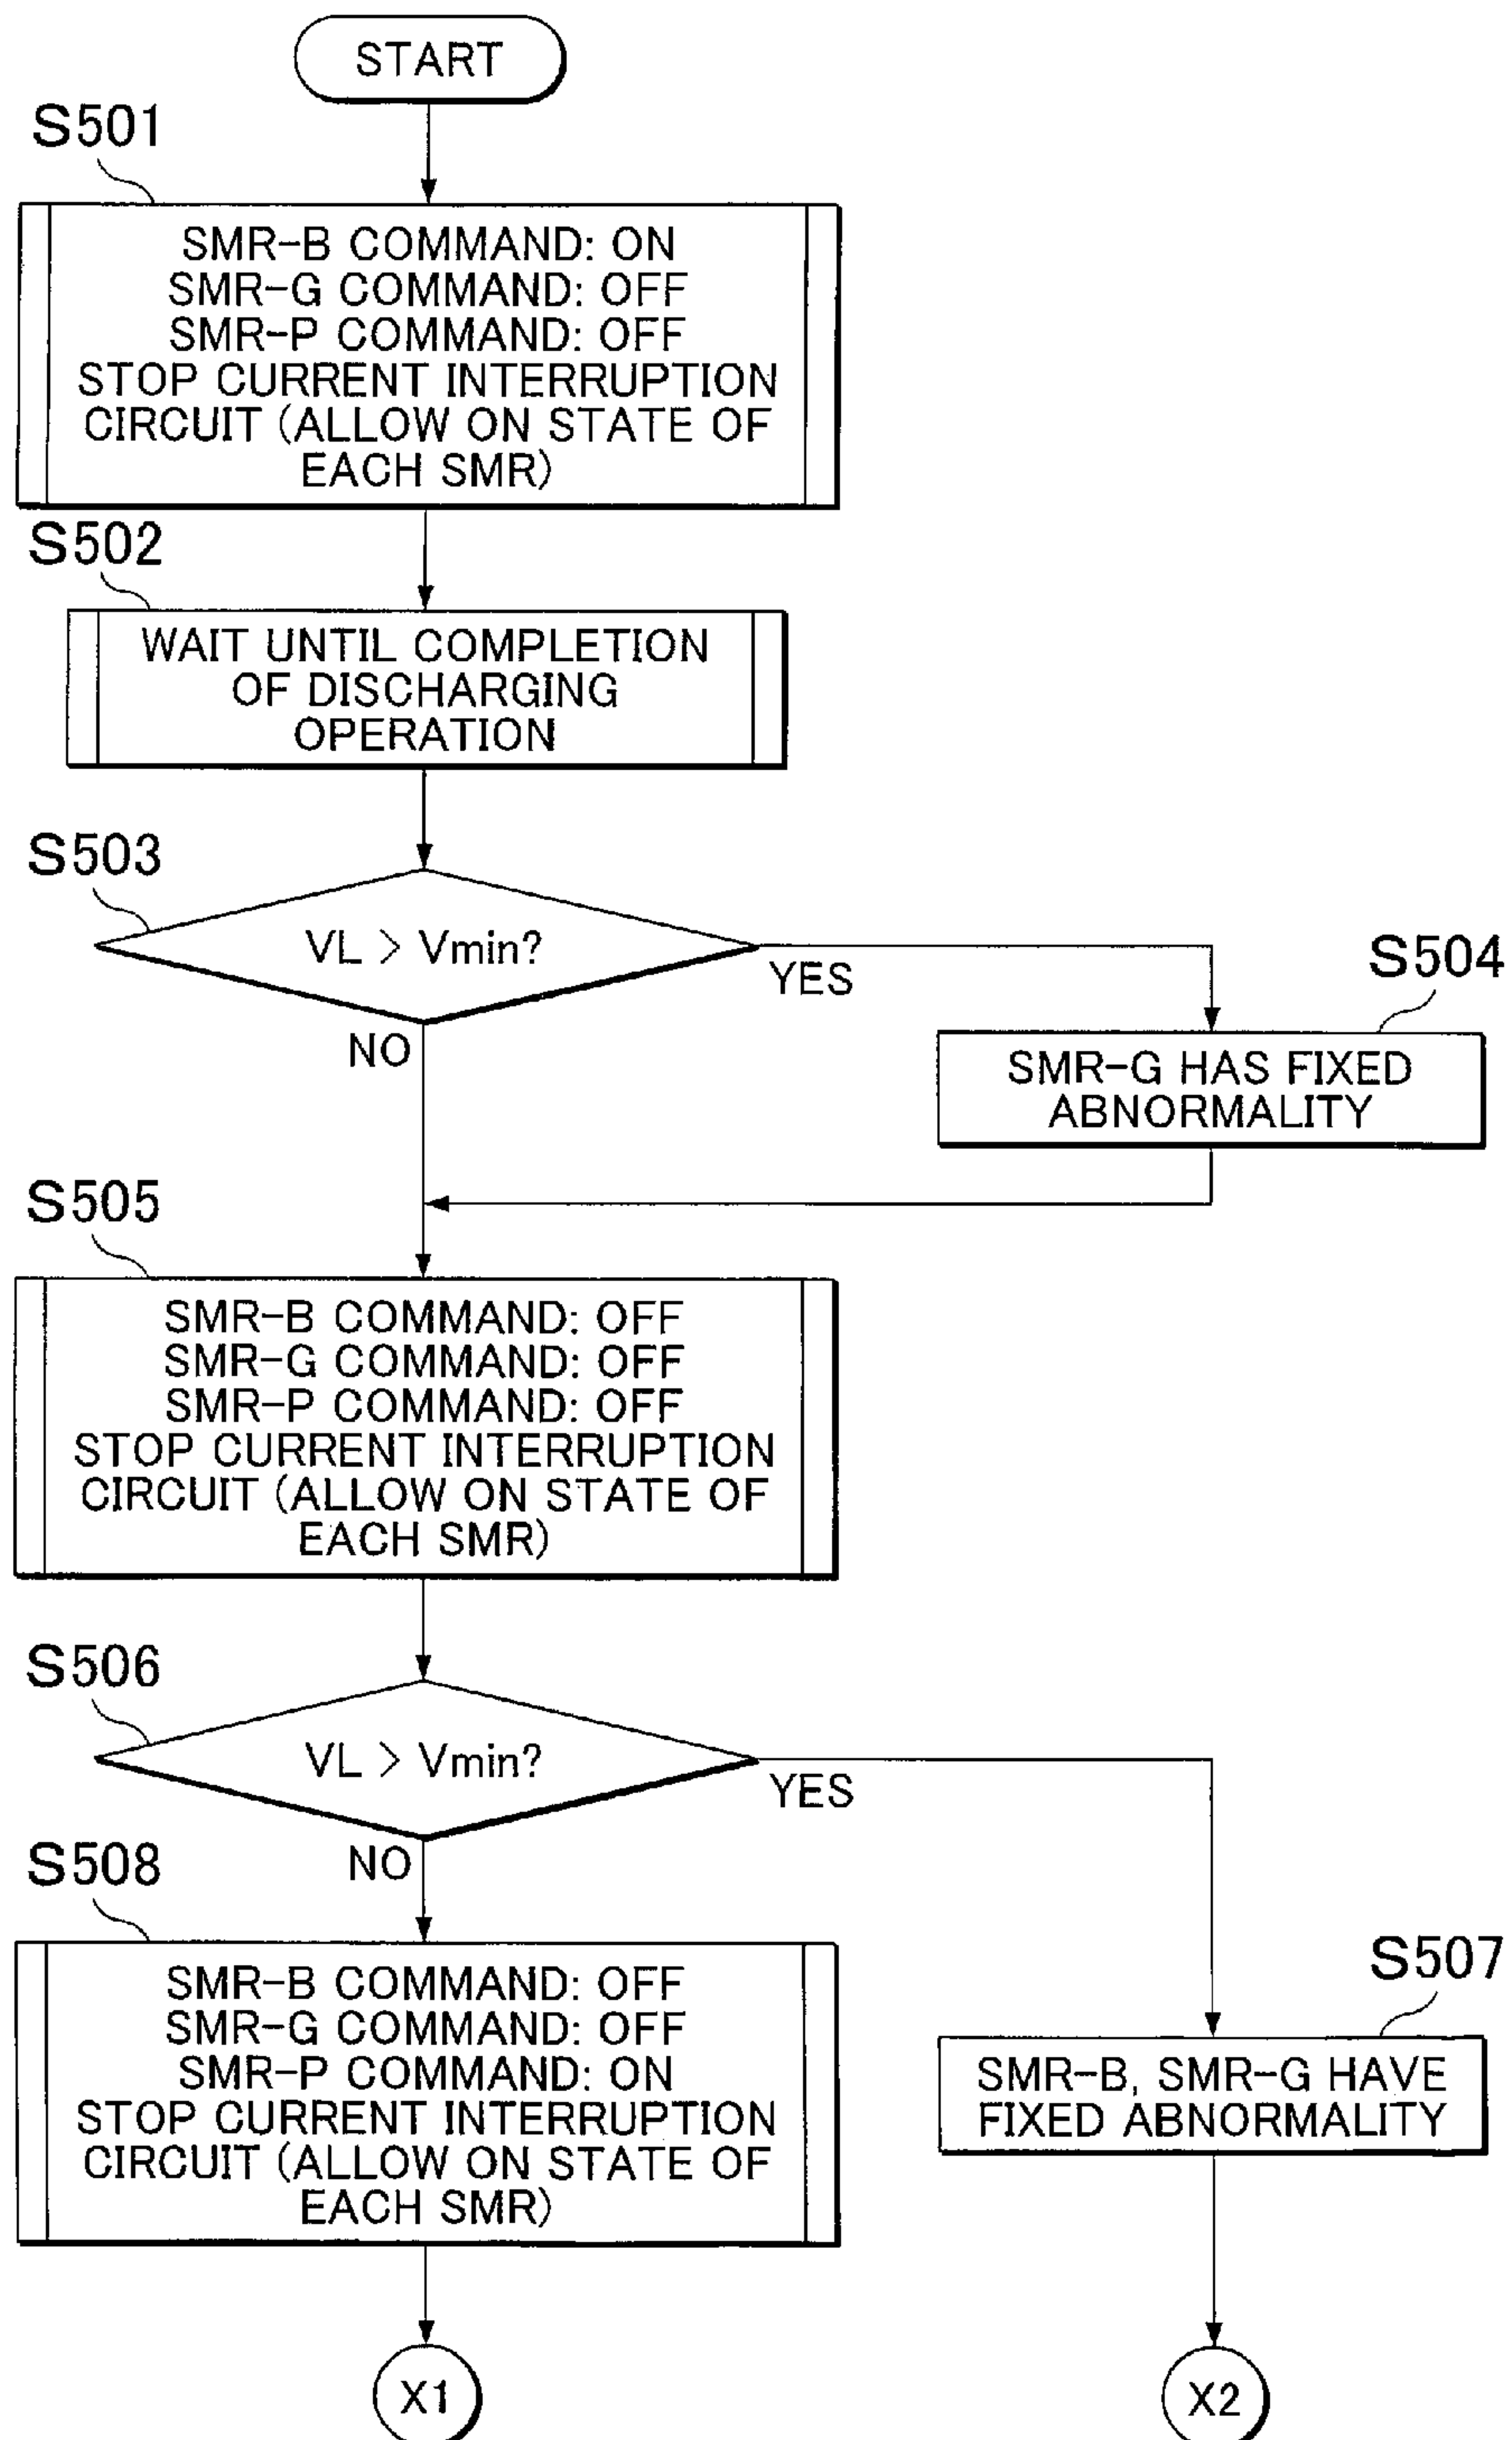 START
S501
SMR-B COMMAND: ON
SMR-G COMMAND: OFF
SMR-P COMMAND: OFF
STOP CURRENT INTERRUPTION
CIRCUIT (ALLOW ON STATE OF
EACH SMR)
S502
WAIT UNTIL COMPLETION
OF DISCHARGING
OPERATION
S503
VL > Vmin?
YES
NO
S504
SMR-G HAS FIXED
ABNORMALITY
S505
SMR-B COMMAND: OFF
SMR-G COMMAND: OFF
SMR-P COMMAND: OFF
STOP CURRENT INTERRUPTION
CIRCUIT (ALLOW ON STATE OF
EACH SMR)
S506
VL > Vmin?
YES
NO
S508
SMR-B COMMAND: OFF
SMR-G COMMAND: OFF
SMR-P COMMAND: ON
STOP CURRENT INTERRUPTION
CIRCUIT (ALLOW ON STATE OF
EACH SMR)
S507
SMR-B, SMR-G HAVE
FIXED ABNORMALITY
X1
X2